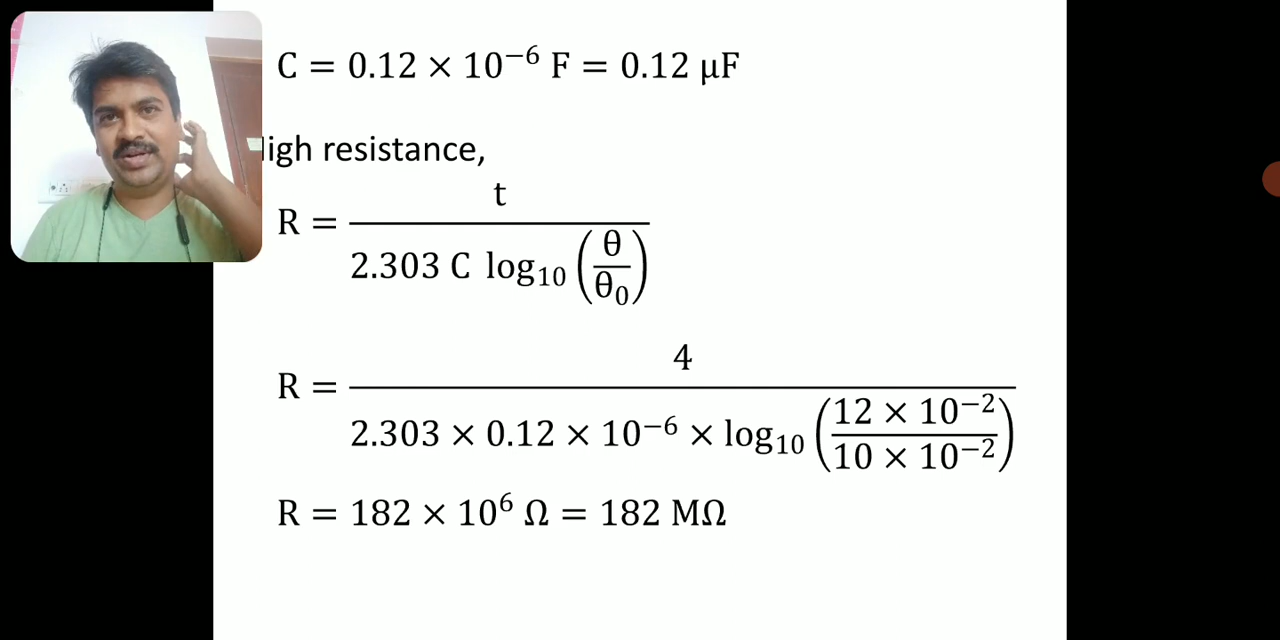 C = 0.12 × 10⁻⁶ F = 0.12 μF
igh resistance,
R = t / (2.303 C log₁₀ (θ/θ₀))
R = 4 / (2.303 × 0.12 × 10⁻⁶ × log₁₀ (12 × 10⁻² / 10 × 10⁻²))
R = 182 × 10⁶ Ω = 182 MΩ